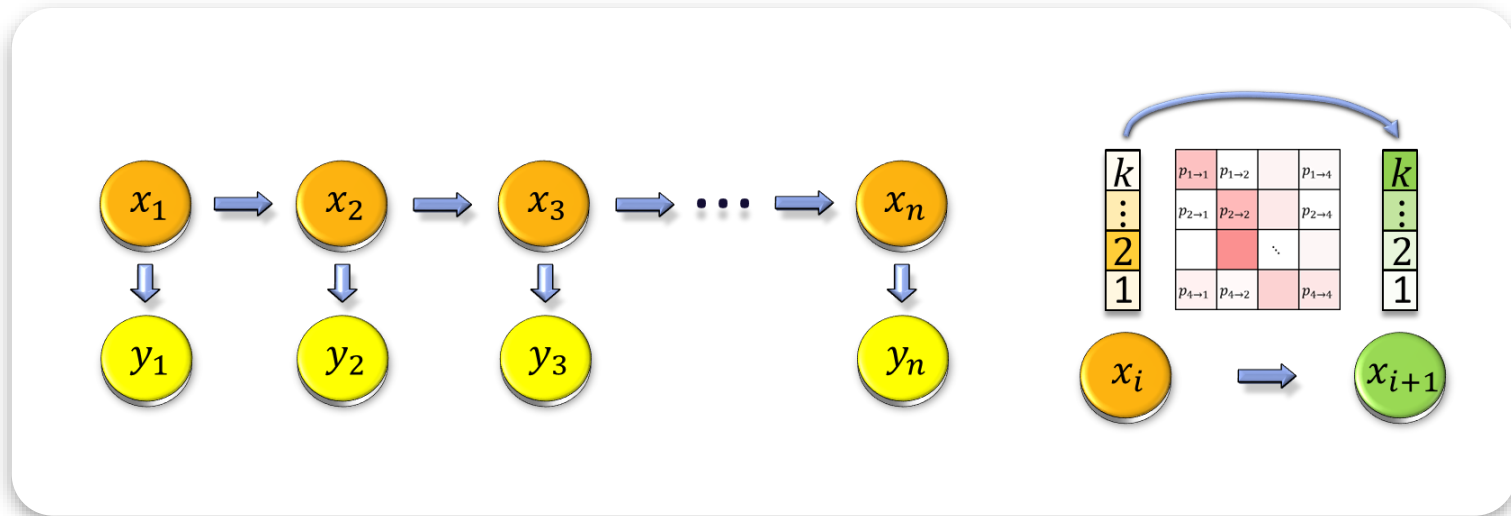 x₁ x₂ x₃ ... xₙ
y₁ y₂ y₃ yₙ
k
⋮
2
1
p₁→₁ p₁→₂ p₁→₄
p₂→₁ p₂→₂ p₂→₄
⋱
p₄→₁ p₄→₂ p₄→₄
k
⋮
2
1
xᵢ xᵢ₊₁